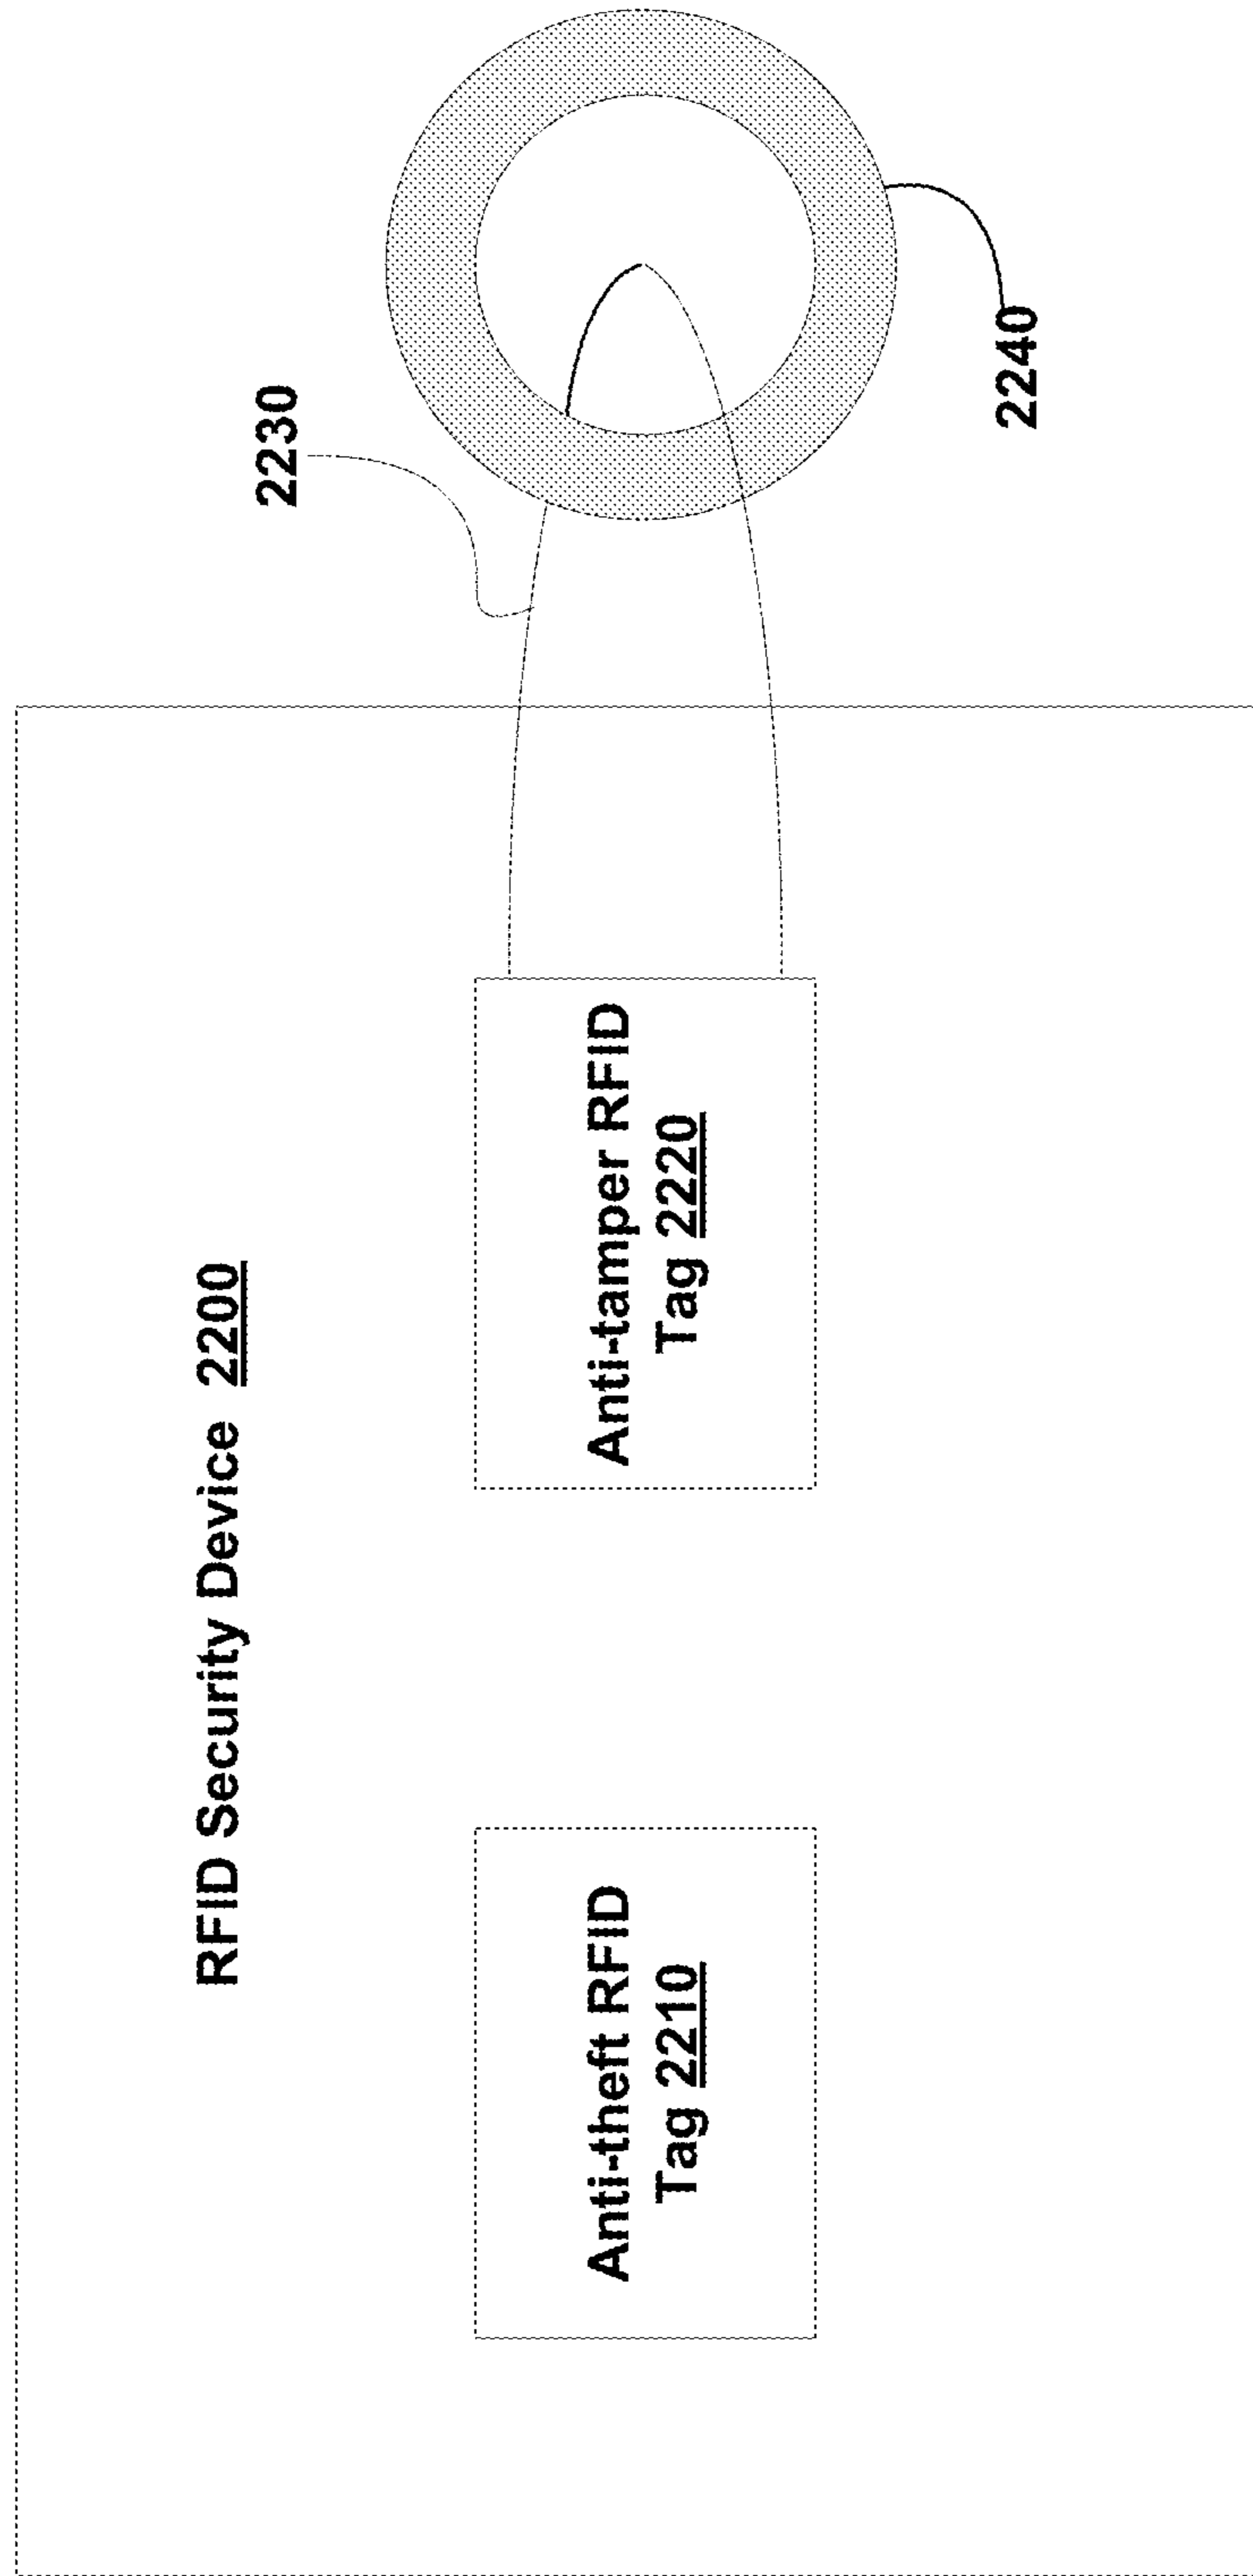 RFID Security Device 2200
Anti-theft RFID
Tag 2210
Anti-tamper RFID
Tag 2220
2230
2240